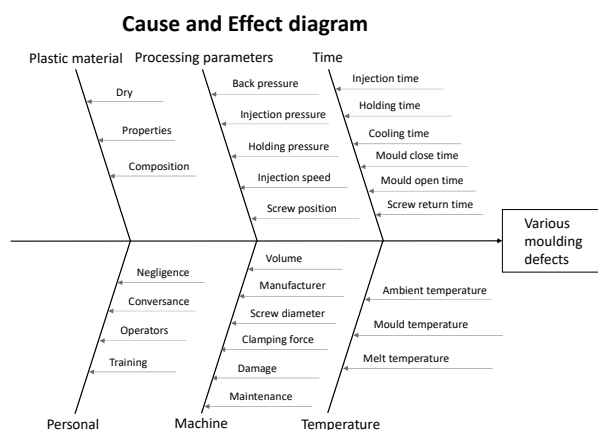 Cause and Effect diagram
Plastic material
Processing parameters
Time
Dry
Properties
Composition
Back pressure
Injection pressure
Holding pressure
Injection speed
Screw position
Injection time
Holding time
Cooling time
Mould close time
Mould open time
Screw return time
Various
moulding
defects
Negligence
Conversance
Operators
Training
Volume
Manufacturer
Screw diameter
Clamping force
Damage
Maintenance
Ambient temperature
Mould temperature
Melt temperature
Personal
Machine
Temperature